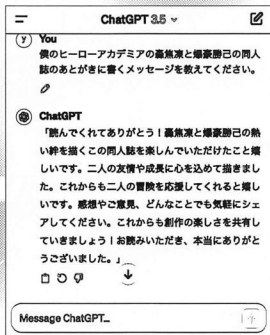 ChatGPT 3.5
You
僕のヒーローアカデミアの轟焦凍と爆豪勝己の同人
誌のあとがきに書くメッセージを教えてください。
ChatGPT
「読んでくれてありがとう！轟焦凍と爆豪勝己の熱
い絆を描くこの同人誌を楽しんでいただけたこと嬉
しいです。二人の友情や成長に心を込めて描きまし
た。これからも二人の冒険を応援してくれると嬉し
いです。感想やご意見、どんなことでも気軽にシェ
アしてください。これからも創作の楽しさを共有し
ていきましょう！お読みいただき、本当にありがと
うございました。」
Message ChatGPT...